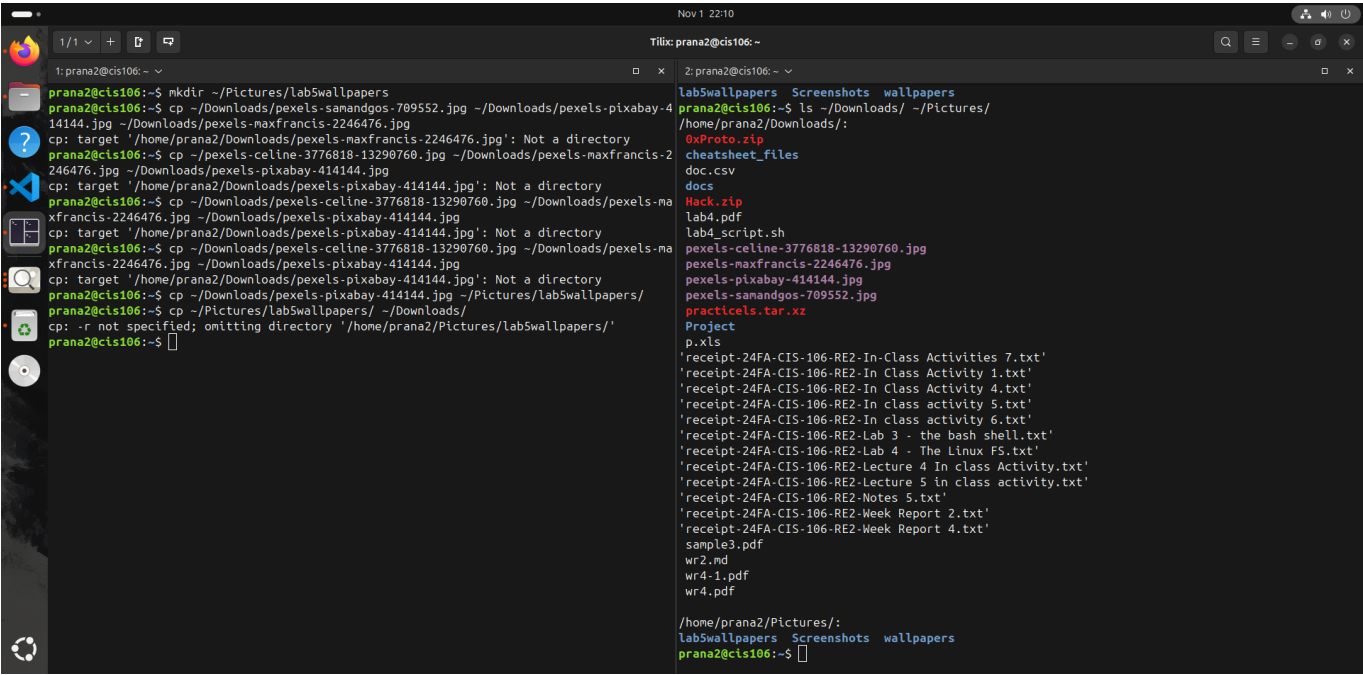 Nov 1 22:10
1/1
Tilix: prana2@cis106: ~
1: prana2@cis106: ~
prana2@cis106:~$ mkdir ~/Pictures/lab5wallpapers
prana2@cis106:~$ cp ~/Downloads/pexels-samandgos-709552.jpg ~/Downloads/pexels-pixabay-4
14144.jpg ~/Downloads/pexels-maxfrancis-2246476.jpg
cp: target '/home/prana2/Downloads/pexels-maxfrancis-2246476.jpg': Not a directory
prana2@cis106:~$ cp ~/pexels-celine-3776818-13290760.jpg ~/Downloads/pexels-maxfrancis-2
246476.jpg ~/Downloads/pexels-pixabay-414144.jpg
cp: target '/home/prana2/Downloads/pexels-pixabay-414144.jpg': Not a directory
prana2@cis106:~$ cp ~/Downloads/pexels-celine-3776818-13290760.jpg ~/Downloads/pexels-ma
xfrancis-2246476.jpg ~/Downloads/pexels-pixabay-414144.jpg
cp: target '/home/prana2/Downloads/pexels-pixabay-414144.jpg': Not a directory
prana2@cis106:~$ cp ~/Downloads/pexels-celine-3776818-13290760.jpg ~/Downloads/pexels-ma
xfrancis-2246476.jpg ~/Downloads/pexels-pixabay-414144.jpg
cp: target '/home/prana2/Downloads/pexels-pixabay-414144.jpg': Not a directory
prana2@cis106:~$ cp ~/Downloads/pexels-pixabay-414144.jpg ~/Pictures/lab5wallpapers/
prana2@cis106:~$ cp ~/Pictures/lab5wallpapers/ ~/Downloads/
cp: -r not specified; omitting directory '/home/prana2/Pictures/lab5wallpapers/'
prana2@cis106:~$
2: prana2@cis106: ~
lab5wallpapers Screenshots wallpapers
prana2@cis106:~$ ls ~/Downloads/ ~/Pictures/
/home/prana2/Downloads/:
0xProto.zip
cheatsheet_files
doc.csv
docs
Hack.zip
lab4.pdf
lab4_script.sh
pexels-celine-3776818-13290760.jpg
pexels-maxfrancis-2246476.jpg
pexels-pixabay-414144.jpg
pexels-samandgos-709552.jpg
practicels.tar.xz
Project
p.xls
'receipt-24FA-CIS-106-RE2-In-Class Activities 7.txt'
'receipt-24FA-CIS-106-RE2-In Class Activity 1.txt'
'receipt-24FA-CIS-106-RE2-In Class Activity 4.txt'
'receipt-24FA-CIS-106-RE2-In class activity 5.txt'
'receipt-24FA-CIS-106-RE2-In class activity 6.txt'
'receipt-24FA-CIS-106-RE2-Lab 3 - the bash shell.txt'
'receipt-24FA-CIS-106-RE2-Lab 4 - The Linux FS.txt'
'receipt-24FA-CIS-106-RE2-Lecture 4 In class Activity.txt'
'receipt-24FA-CIS-106-RE2-Lecture 5 in class activity.txt'
'receipt-24FA-CIS-106-RE2-Notes 5.txt'
'receipt-24FA-CIS-106-RE2-Week Report 2.txt'
'receipt-24FA-CIS-106-RE2-Week Report 4.txt'
sample3.pdf
wr2.md
wr4-1.pdf
wr4.pdf
/home/prana2/Pictures/:
lab5wallpapers Screenshots wallpapers
prana2@cis106:~$